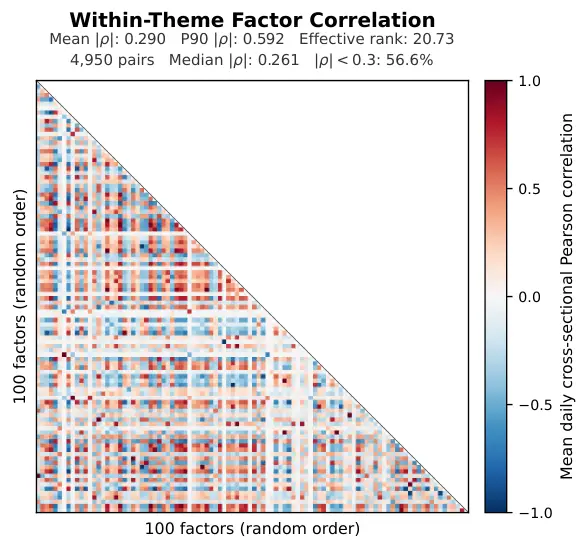 Within-Theme Factor Correlation
Mean |ρ|: 0.290 P90 |ρ|: 0.592 Effective rank: 20.73
4,950 pairs Median |ρ|: 0.261 |ρ| < 0.3: 56.6%
100 factors (random order)
100 factors (random order)
1.0
0.5
0.0
−0.5
−1.0
Mean daily cross-sectional Pearson correlation